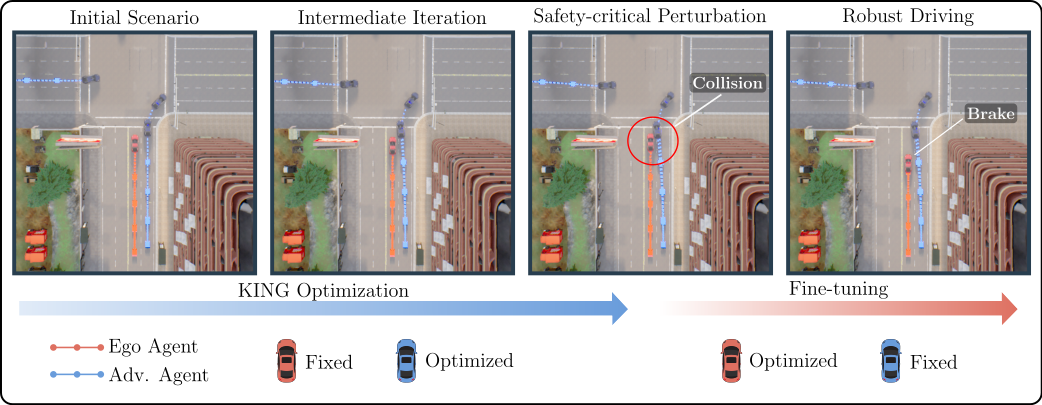 Initial Scenario
Intermediate Iteration
Safety-critical Perturbation
Robust Driving
Collision
Brake
KING Optimization
Fine-tuning
Ego Agent
Adv. Agent
Fixed
Optimized
Optimized
Fixed